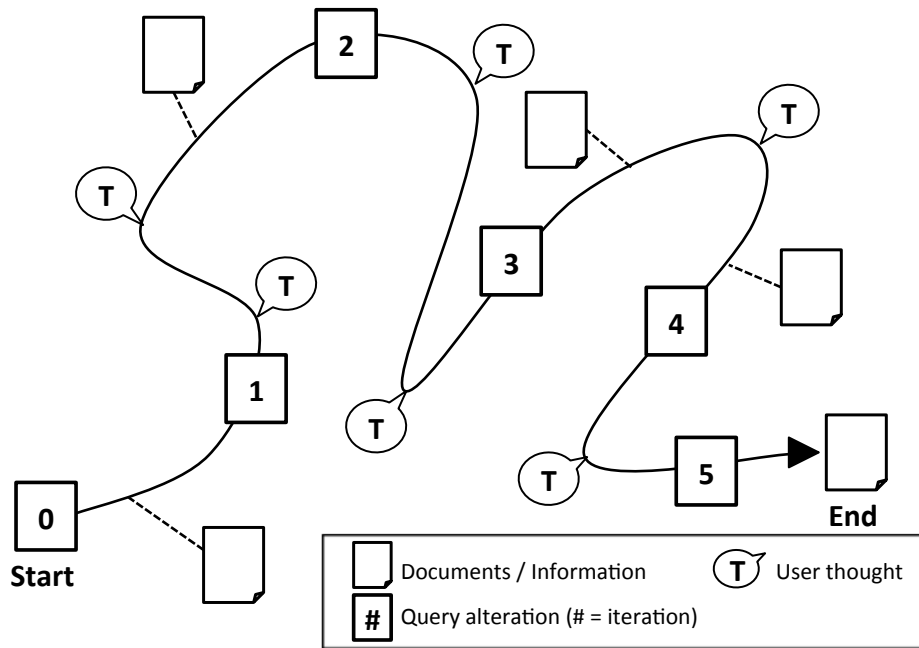 2
T
T
T
T
3
T
4
1
T
T
5
0
Start
End
Documents / Information
T User thought
# Query alteration (# = iteration)